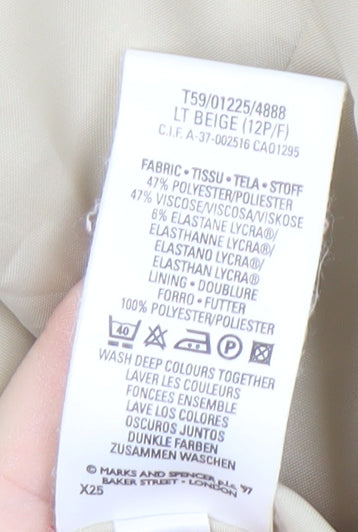 T59/01225/4888
LT BEIGE (12P/F)
C.I.F. A-37-002516 CA01295
FABRIC • TISSU • TELA • STOFF
47% POLYESTER/POLIESTER
47% VISCOSE/VISCOSA/VISKOSE
6% ELASTANE LYCRA®/
ELASTHANNE LYCRA®/
ELASTANO LYCRA®/
ELASTHAN LYCRA®
LINING • DOUBLURE
FORRO • FUTTER
100% POLYESTER/POLIESTER
40 P
WASH DEEP COLOURS TOGETHER
LAVER LES COULEURS
FONCEES ENSEMBLE
LAVE LOS COLORES
OSCUROS JUNTOS
DUNKLE FARBEN
ZUSAMMEN WASCHEN
© MARKS AND SPENCER p.l.c. '97
BAKER STREET • LONDON
X25